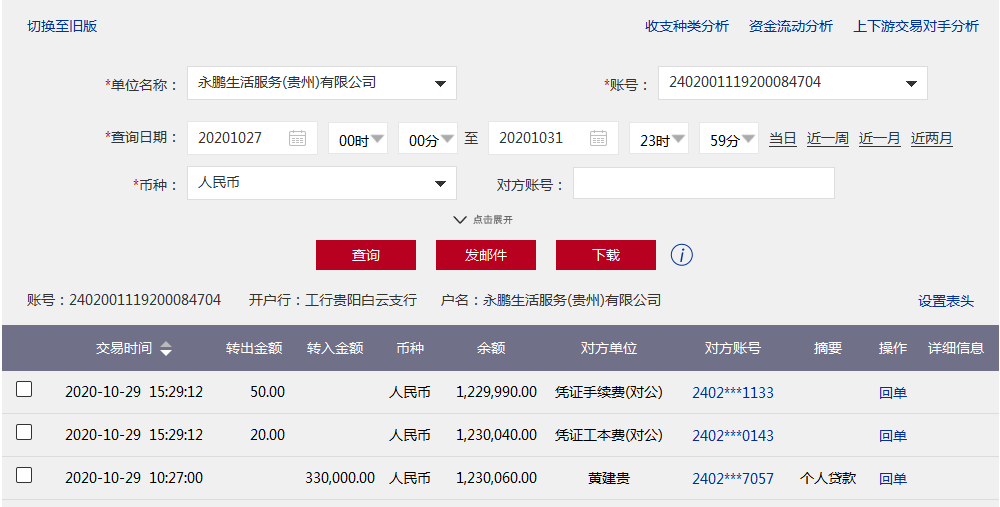 切换至旧版 收支种类分析 资金流动分析 上下游交易对手分析
*单位名称： 永鹏生活服务(贵州)有限公司 *账号： 2402001119200084704
*查询日期： 20201027 00时 00分 至 20201031 23时 59分 当日 近一周 近一月 近两月
*币种： 人民币 对方账号：
点击展开
查询 发邮件 下载 i
账号：2402001119200084704 开户行：工行贵阳白云支行 户名：永鹏生活服务(贵州)有限公司 设置表头
交易时间 转出金额 转入金额 币种 余额 对方单位 对方账号 摘要 操作 详细信息
2020-10-29 15:29:12 50.00 人民币 1,229,990.00 凭证手续费(对公) 2402***1133 回单
2020-10-29 15:29:12 20.00 人民币 1,230,040.00 凭证工本费(对公) 2402***0143 回单
2020-10-29 10:27:00 330,000.00 人民币 1,230,060.00 黄建贵 2402***7057 个人贷款 回单